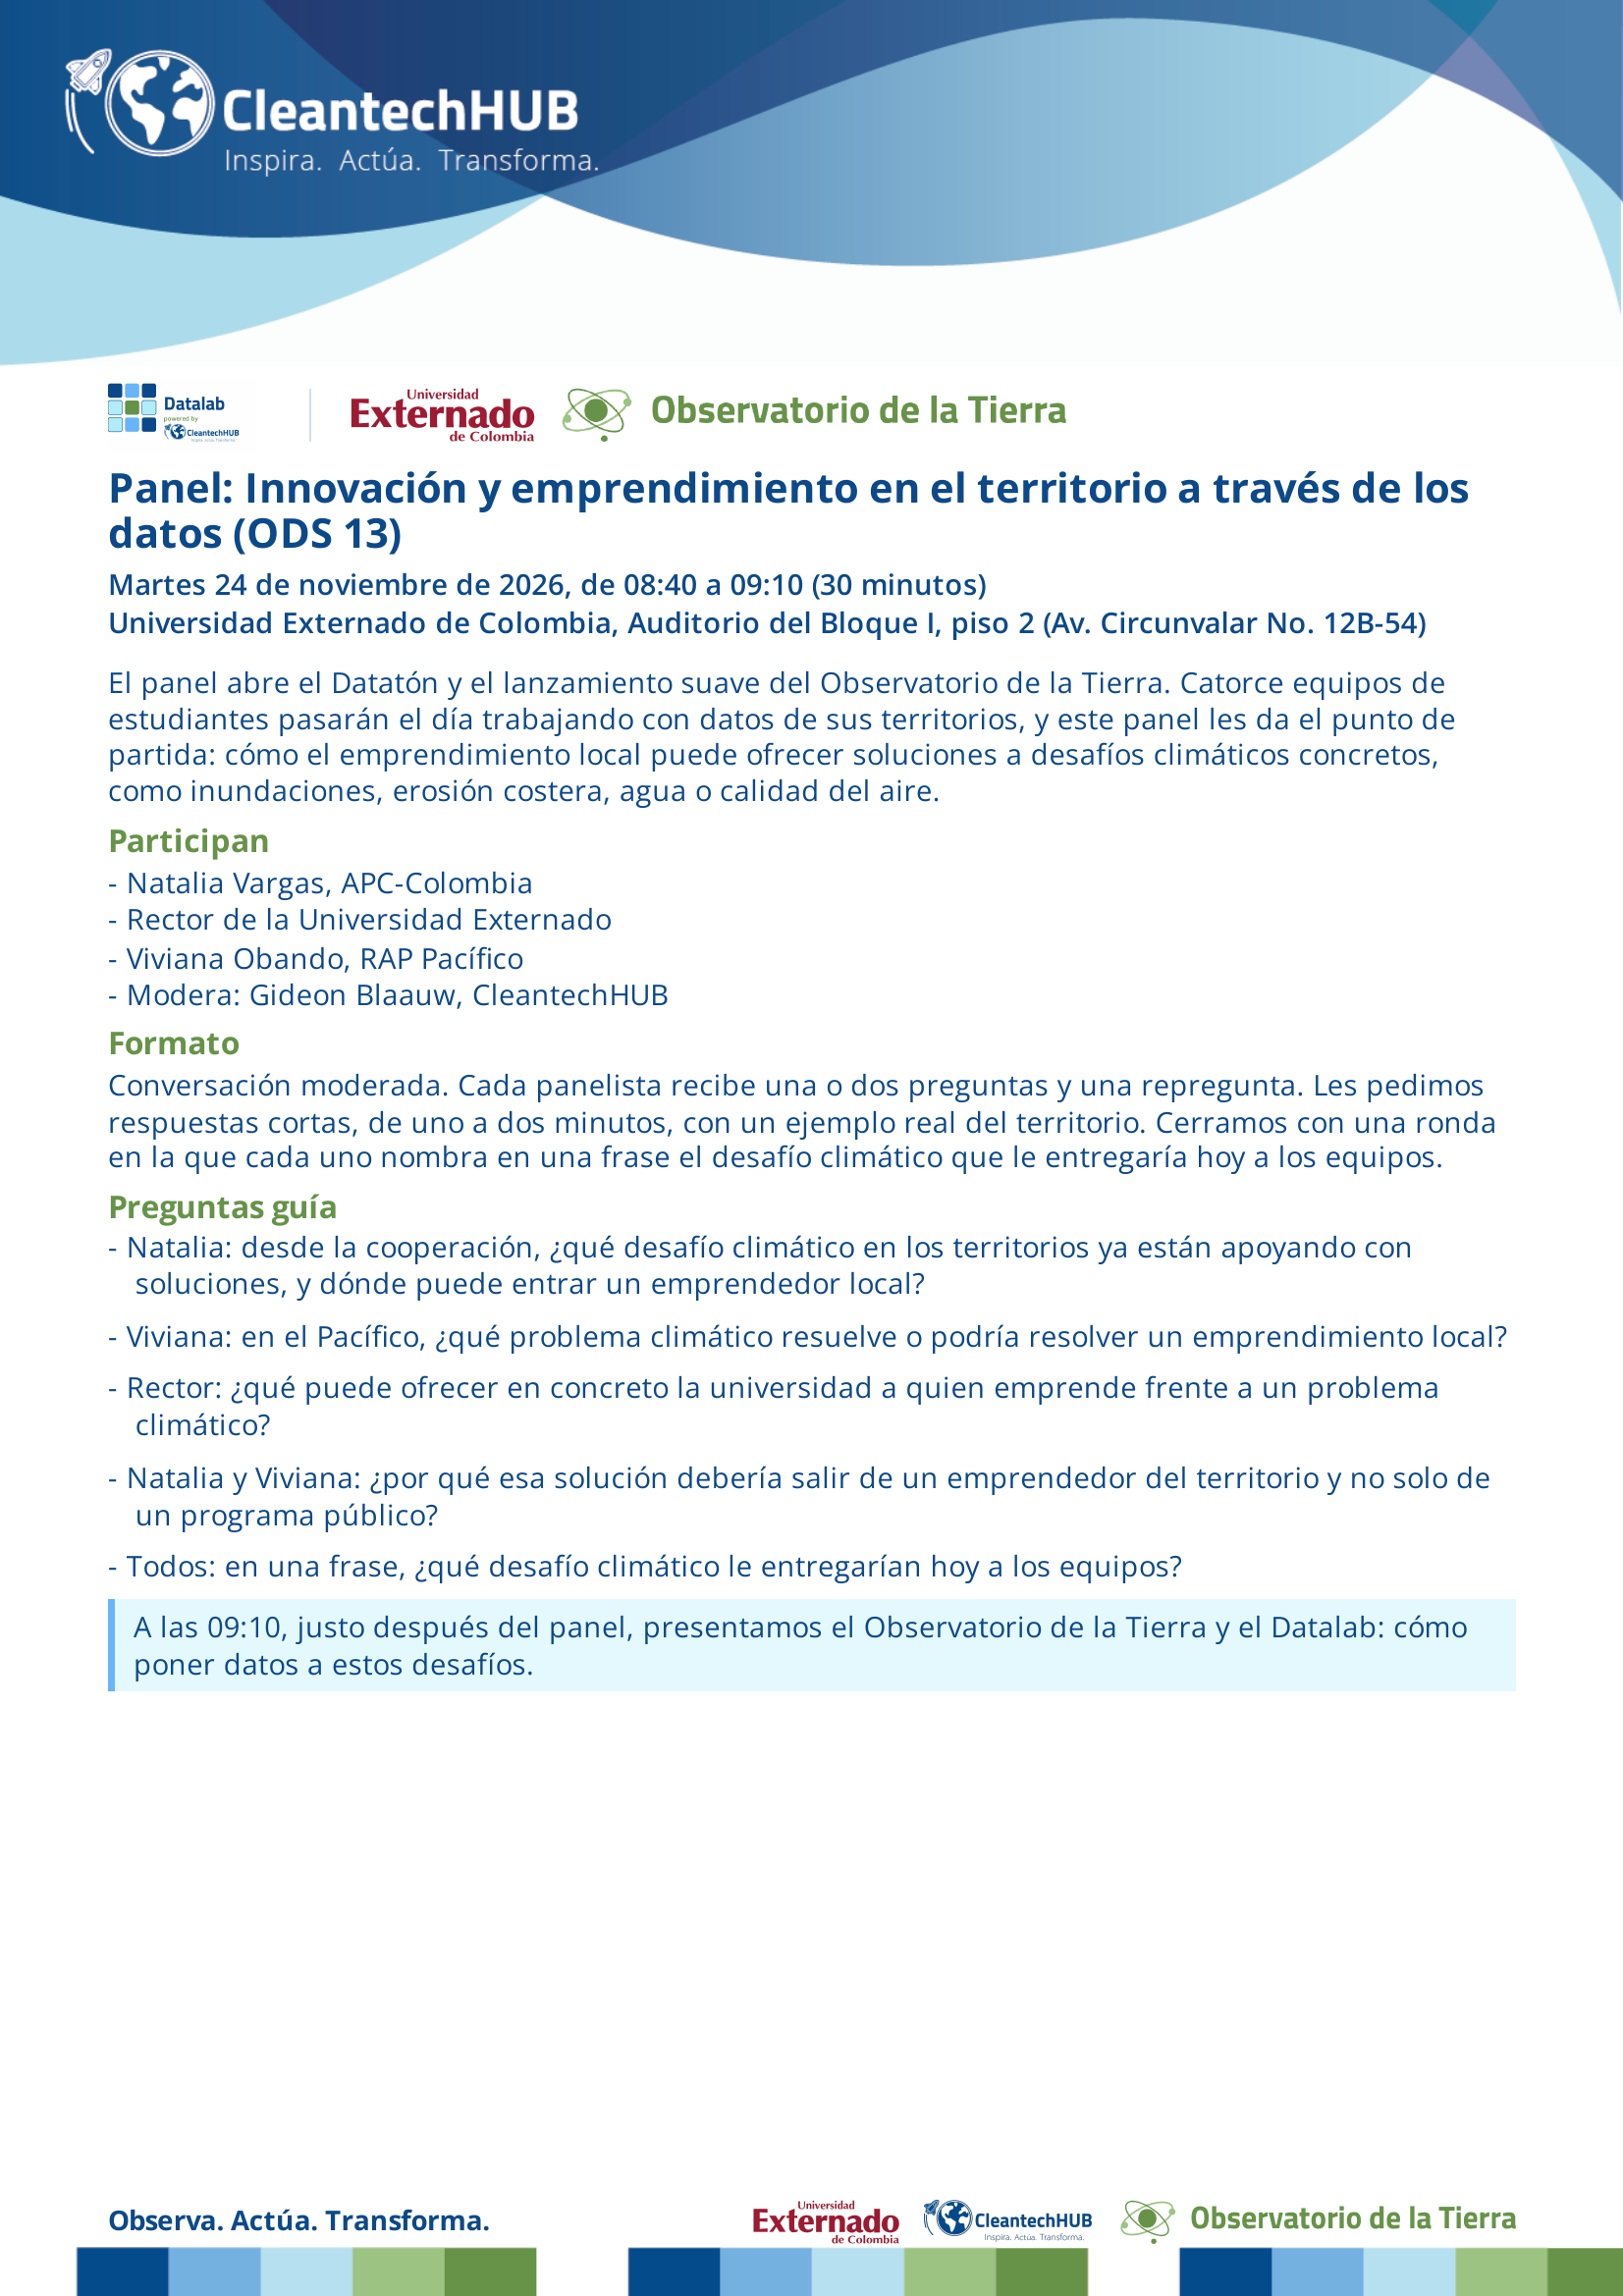 CleantechHUB
Inspira. Actúa. Transforma.
Datalab
powered by
CleantechHUB
Inspira. Actúa. Transforma.
Universidad
Externado
de Colombia
Observatorio de la Tierra
Panel: Innovación y emprendimiento en el territorio a través de los
datos (ODS 13)
Martes 24 de noviembre de 2026, de 08:40 a 09:10 (30 minutos)
Universidad Externado de Colombia, Auditorio del Bloque I, piso 2 (Av. Circunvalar No. 12B-54)
El panel abre el Datatón y el lanzamiento suave del Observatorio de la Tierra. Catorce equipos de
estudiantes pasarán el día trabajando con datos de sus territorios, y este panel les da el punto de
partida: cómo el emprendimiento local puede ofrecer soluciones a desafíos climáticos concretos,
como inundaciones, erosión costera, agua o calidad del aire.
Participan
- Natalia Vargas, APC-Colombia
- Rector de la Universidad Externado
- Viviana Obando, RAP Pacífico
- Modera: Gideon Blaauw, CleantechHUB
Formato
Conversación moderada. Cada panelista recibe una o dos preguntas y una repregunta. Les pedimos
respuestas cortas, de uno a dos minutos, con un ejemplo real del territorio. Cerramos con una ronda
en la que cada uno nombra en una frase el desafío climático que le entregaría hoy a los equipos.
Preguntas guía
- Natalia: desde la cooperación, ¿qué desafío climático en los territorios ya están apoyando con
soluciones, y dónde puede entrar un emprendedor local?
- Viviana: en el Pacífico, ¿qué problema climático resuelve o podría resolver un emprendimiento local?
- Rector: ¿qué puede ofrecer en concreto la universidad a quien emprende frente a un problema
climático?
- Natalia y Viviana: ¿por qué esa solución debería salir de un emprendedor del territorio y no solo de
un programa público?
- Todos: en una frase, ¿qué desafío climático le entregarían hoy a los equipos?
A las 09:10, justo después del panel, presentamos el Observatorio de la Tierra y el Datalab: cómo
poner datos a estos desafíos.
Observa. Actúa. Transforma.
Universidad
Externado
de Colombia
CleantechHUB
Inspira. Actúa. Transforma.
Observatorio de la Tierra